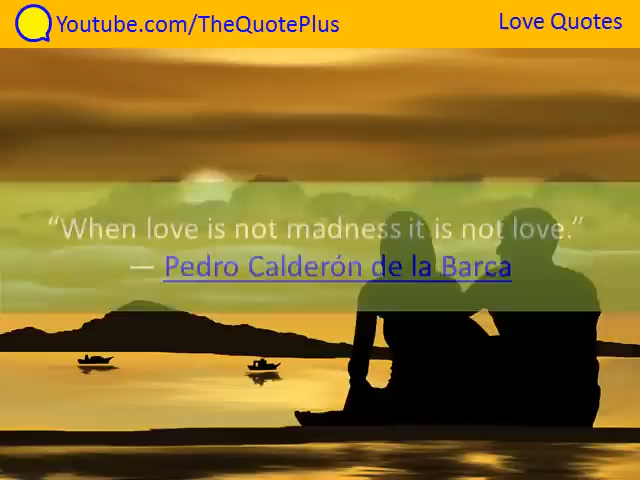 Youtube.com/TheQuotePlus
Love Quotes
“When love is not madness it is not love.”
— Pedro Calderón de la Barca